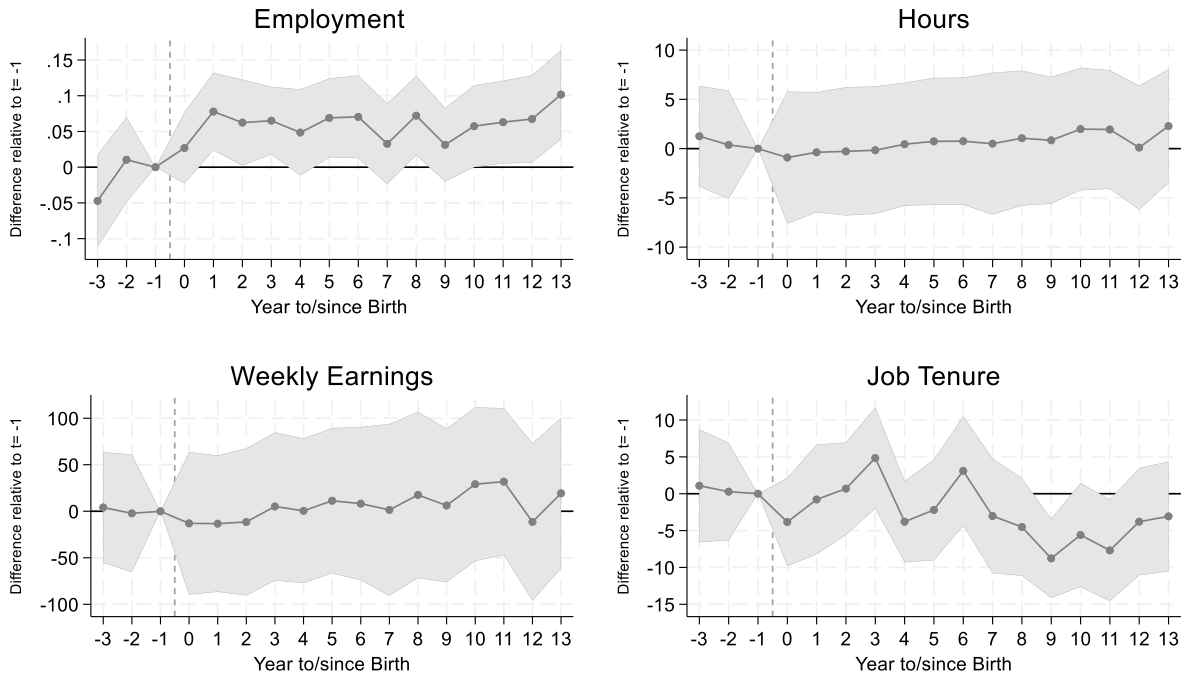 Employment
Difference relative to t= -1
.15
.1
.05
0
-.05
-.1
-3 -2 -1 0 1 2 3 4 5 6 7 8 9 10 11 12 13
Year to/since Birth
Hours
Difference relative to t= -1
10
5
0
-5
-10
-3 -2 -1 0 1 2 3 4 5 6 7 8 9 10 11 12 13
Year to/since Birth
Weekly Earnings
Difference relative to t= -1
100
50
0
-50
-100
-3 -2 -1 0 1 2 3 4 5 6 7 8 9 10 11 12 13
Year to/since Birth
Job Tenure
Difference relative to t= -1
10
5
0
-5
-10
-15
-3 -2 -1 0 1 2 3 4 5 6 7 8 9 10 11 12 13
Year to/since Birth